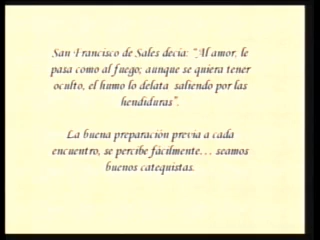 San Francisco de Sales decía: "Al amor, le
pasa como al fuego; aunque se quiera tener
oculto, el humo lo delata saliendo por las
hendiduras".
La buena preparación previa a cada
encuentro, se percibe fácilmente... seamos
buenos catequistas.